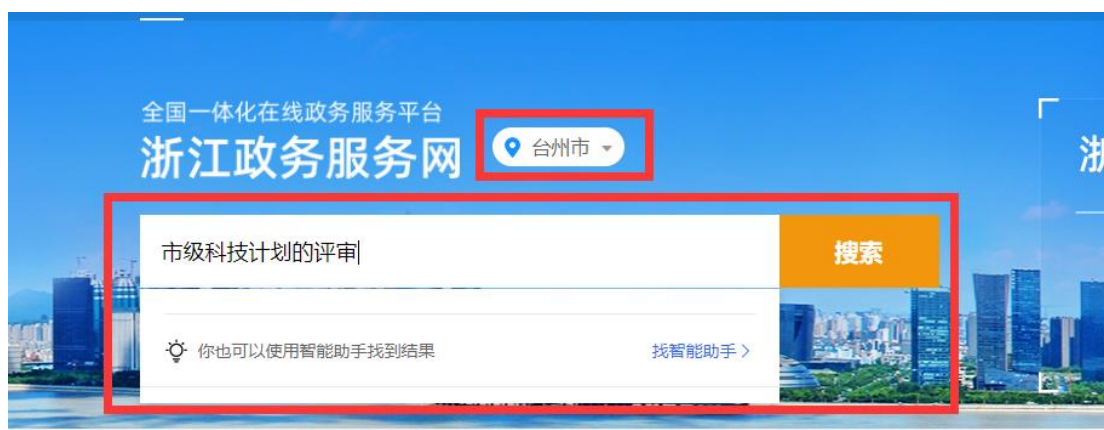 全国一体化在线政务服务平台
浙江政务服务网
台州市
浙
市级科技计划的评审
搜索
你也可以使用智能助手找到结果
找智能助手